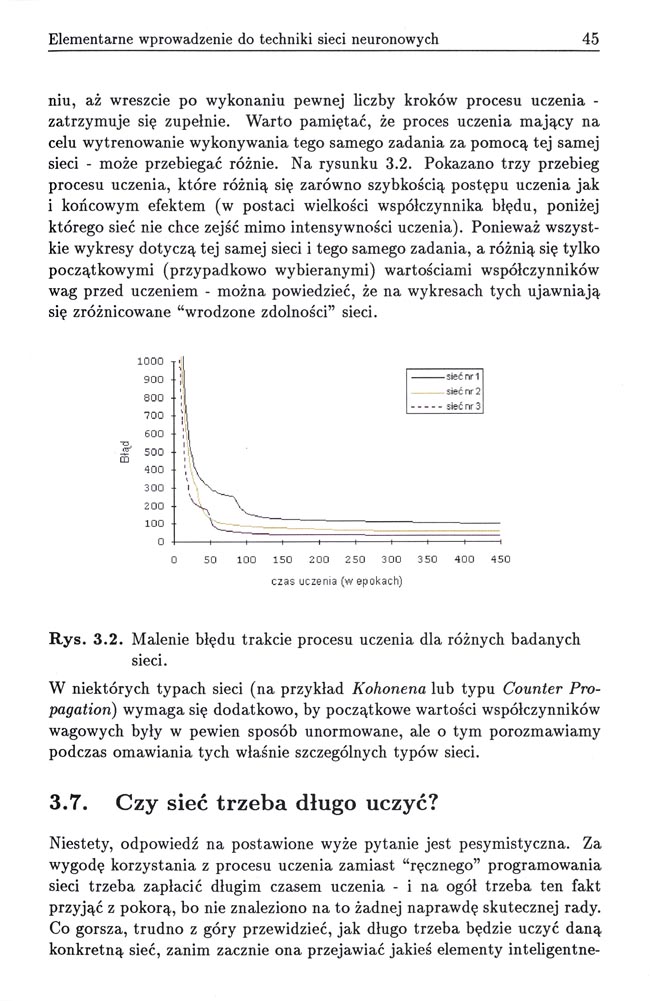 Elementarne wprowadzenie do techniki sieci neuronowych 45
niu, aż wreszcie po wykonaniu pewnej liczby kroków procesu uczenia -
zatrzymuje się zupełnie. Warto pamiętać, że proces uczenia mający na
celu wytrenowanie wykonywania tego samego zadania za pomocą tej samej
sieci - może przebiegać różnie. Na rysunku 3.2. Pokazano trzy przebieg
procesu uczenia, które różnią się zarówno szybkością postępu uczenia jak
i końcowym efektem (w postaci wielkości współczynnika błędu, poniżej
którego sieć nie chce zejść mimo intensywności uczenia). Ponieważ wszyst-
kie wykresy dotyczą tej samej sieci i tego samego zadania, a różnią się tylko
początkowymi (przypadkowo wybieranymi) wartościami współczynników
wag przed uczeniem - można powiedzieć, że na wykresach tych ujawniają
się zróżnicowane “wrodzone zdolności” sieci.
1000
900
800
700
600
500
400
300
200
100
0
Błąd
sieć nr 1
sieć nr 2
sieć nr 3
0 50 100 150 200 250 300 350 400 450
czas uczenia (w epokach)
Rys. 3.2. Malenie błędu trakcie procesu uczenia dla różnych badanych
sieci.
W niektórych typach sieci (na przykład Kohonena lub typu Counter Pro-
pagation) wymaga się dodatkowo, by początkowe wartości współczynników
wagowych były w pewien sposób unormowane, ale o tym porozmawiamy
podczas omawiania tych właśnie szczególnych typów sieci.
3.7. Czy sieć trzeba długo uczyć?
Niestety, odpowiedź na postawione wyże pytanie jest pesymistyczna. Za
wygodę korzystania z procesu uczenia zamiast “ręcznego” programowania
sieci trzeba zapłacić długim czasem uczenia - i na ogół trzeba ten fakt
przyjąć z pokorą, bo nie znaleziono na to żadnej naprawdę skutecznej rady.
Co gorsza, trudno z góry przewidzieć, jak długo trzeba będzie uczyć daną
konkretną sieć, zanim zacznie ona przejawiać jakieś elementy inteligentne-